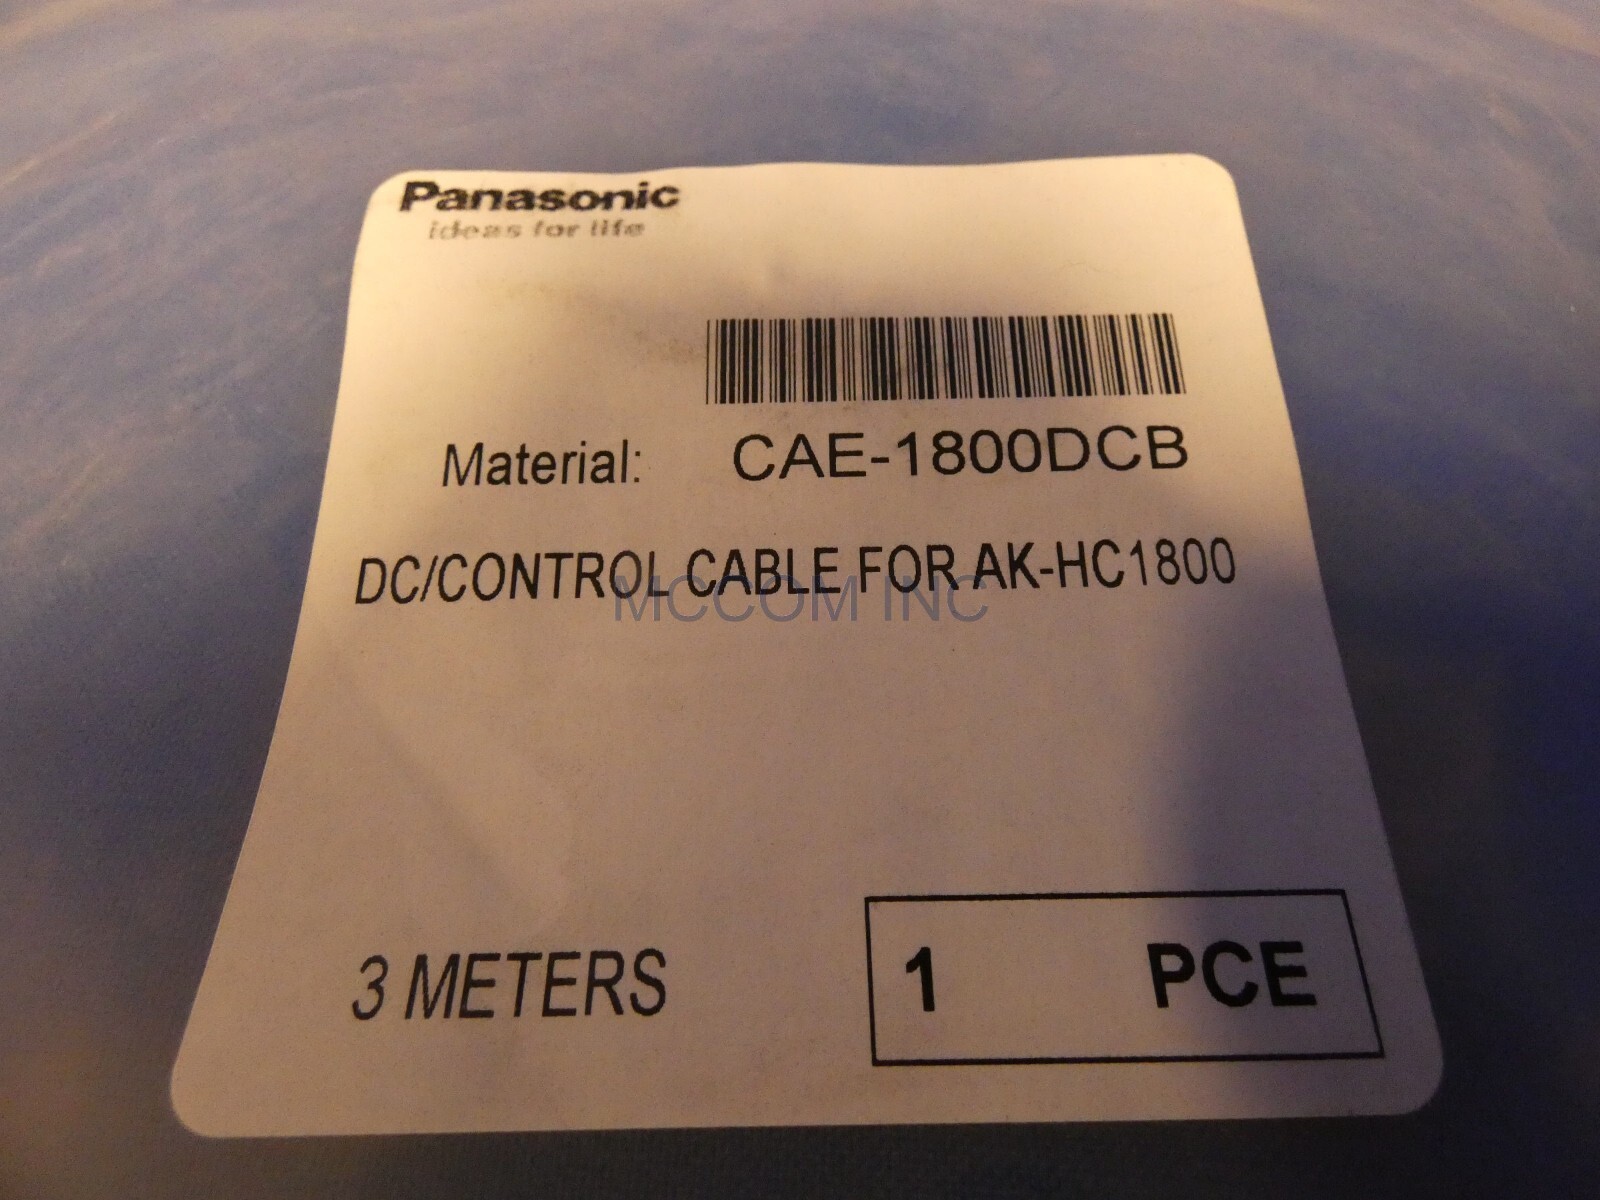 Panasonic
ideas for life
Material: CAE-1800DCB
DC/CONTROL CABLE FOR AK-HC1800
MCCOM INC
3 METERS
1 PCE